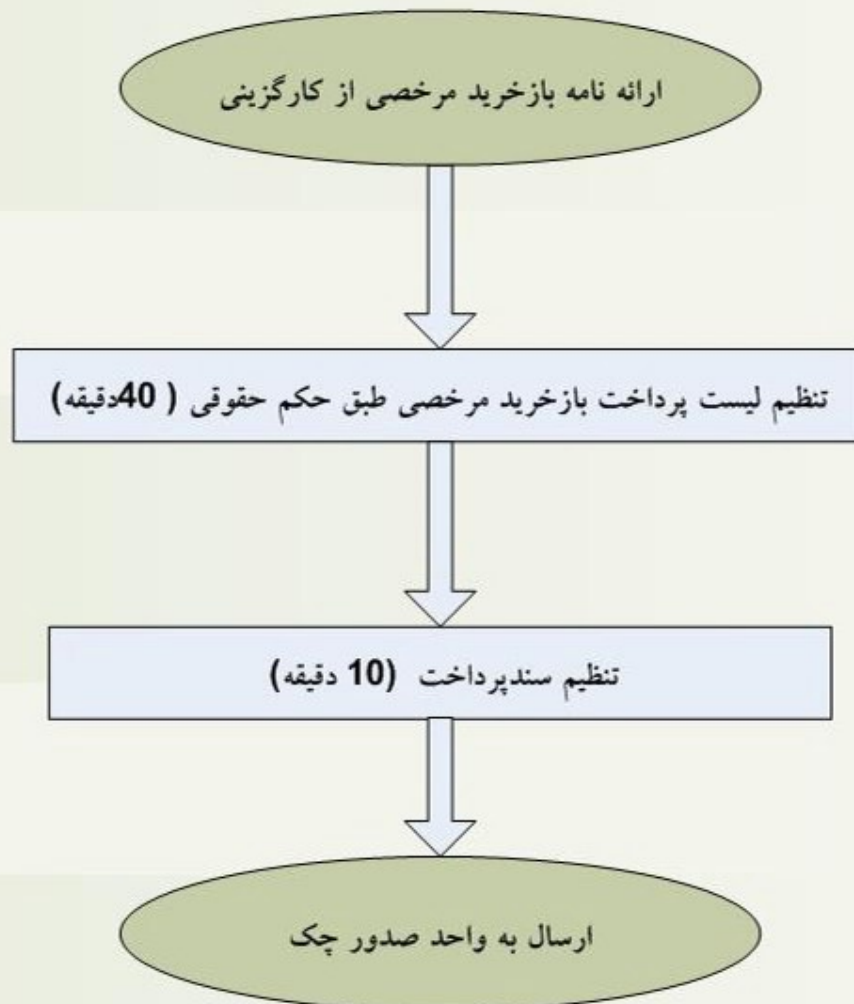 ارائه نامه بازخرید مرخصی از کارگزینی
تنظیم لیست پرداخت بازخرید مرخصی طبق حکم حقوقی ( 40دقیقه)
تنظیم سندپرداخت (10 دقیقه)
ارسال به واحد صدور چک